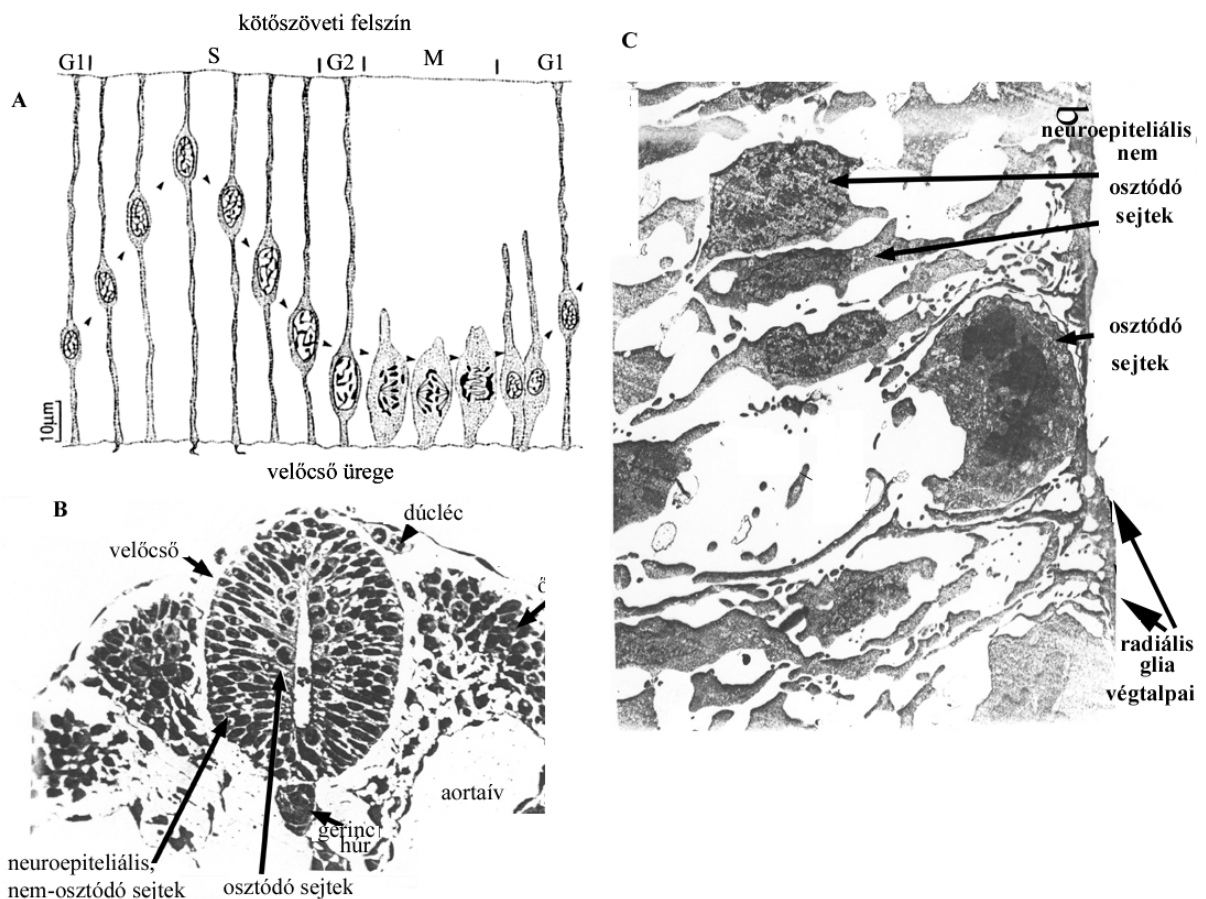 kötőszöveti felszín
G1
S
G2
M
G1
A
10µm
velőcső ürege
B
dúcléc
velőcső
aortaív
gerinc
húr
neuroepiteliális,
nem-osztódó sejtek
osztódó sejtek
C
neuroepiteliális
nem
osztódó
sejtek
osztódó
sejtek
radiális
glia
végtalpai